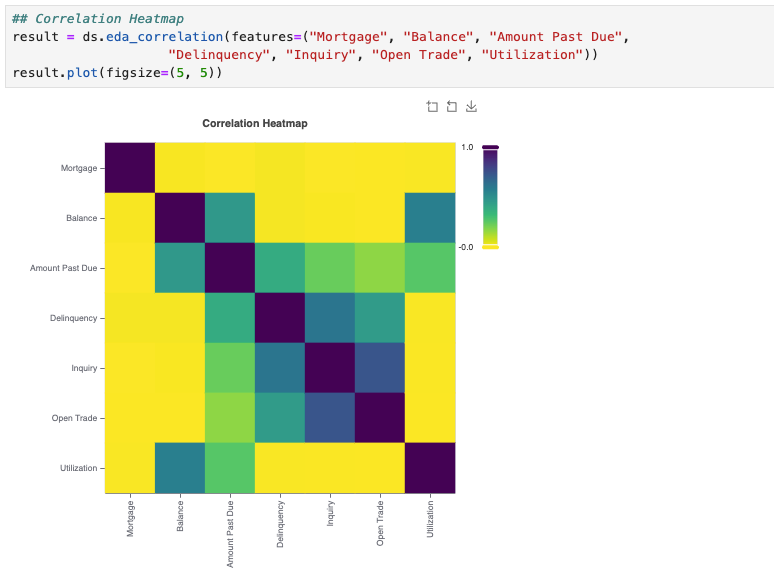 ## Correlation Heatmap
result = ds.eda_correlation(features=("Mortgage", "Balance", "Amount Past Due",
                    "Delinquency", "Inquiry", "Open Trade", "Utilization"))
result.plot(figsize=(5, 5))
Correlation Heatmap
1.0
-0.0
Mortgage
Balance
Amount Past Due
Delinquency
Inquiry
Open Trade
Utilization
Mortgage
Balance
Amount Past Due
Delinquency
Inquiry
Open Trade
Utilization